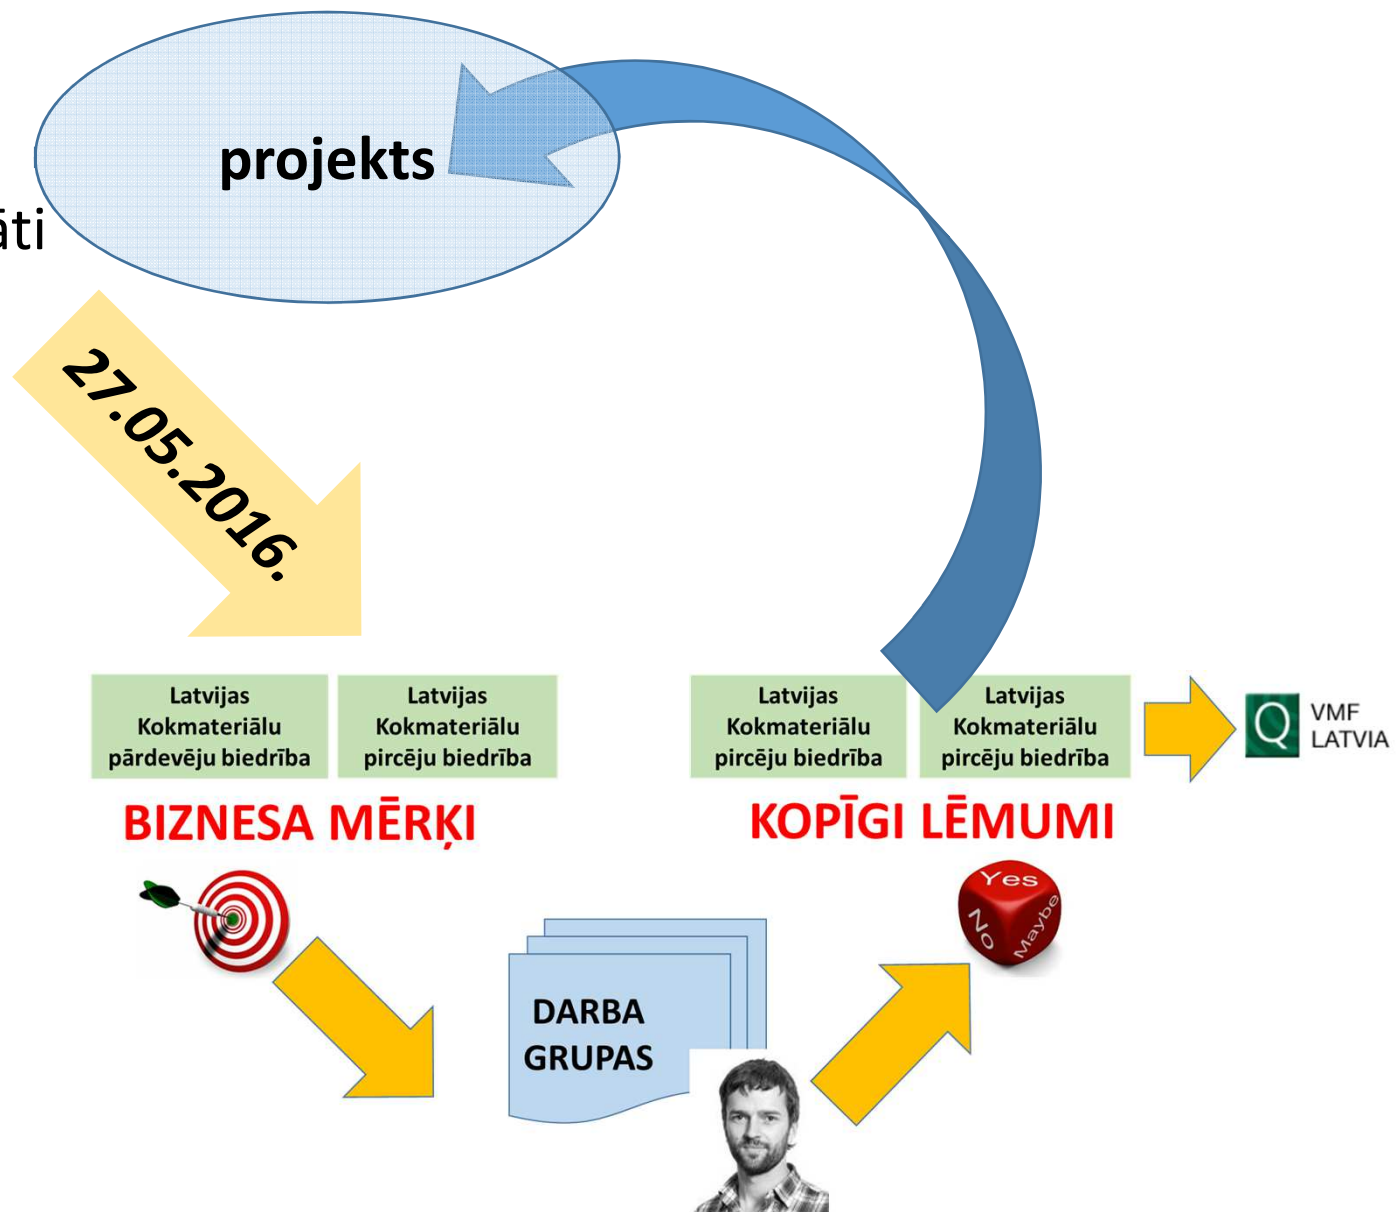 projekts
āti
27.05.2016.
Latvijas
Kokmateriālu
pārdevēju biedrība
Latvijas
Kokmateriālu
pircēju biedrība
Latvijas
Kokmateriālu
pircēju biedrība
Latvijas
Kokmateriālu
pircēju biedrība
Q
VMF
LATVIA
BIZNESA MĒRĶI
KOPĪGI LĒMUMI
Yes
No
Maybe
DARBA
GRUPAS